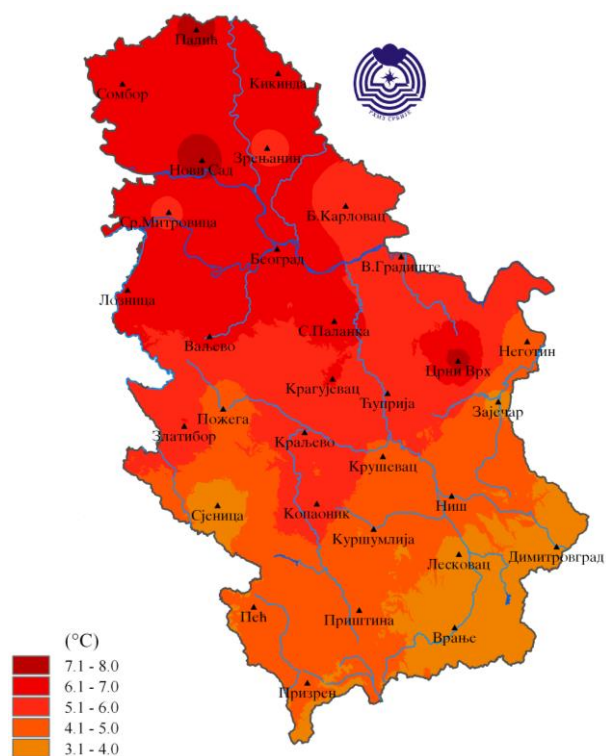 Палић
Сомбор
Кикинда
РХМЗ СРБИЈЕ
Нови Сад
Зрењанин
Ср.Митровица
Б.Карловац
Београд
В.Градиште
Лозница
С.Паланка
Ваљево
Неготин
Црни Врх
Крагујевац
Ћуприја
Пожега
Зајечар
Златибор
Краљево
Крушевац
Сјеница
Копаоник
Ниш
Куршумлија
Лесковац
Димитровград
Пећ
Приштина
Врање
Призрен
(°C)
7.1 - 8.0
6.1 - 7.0
5.1 - 6.0
4.1 - 5.0
3.1 - 4.0